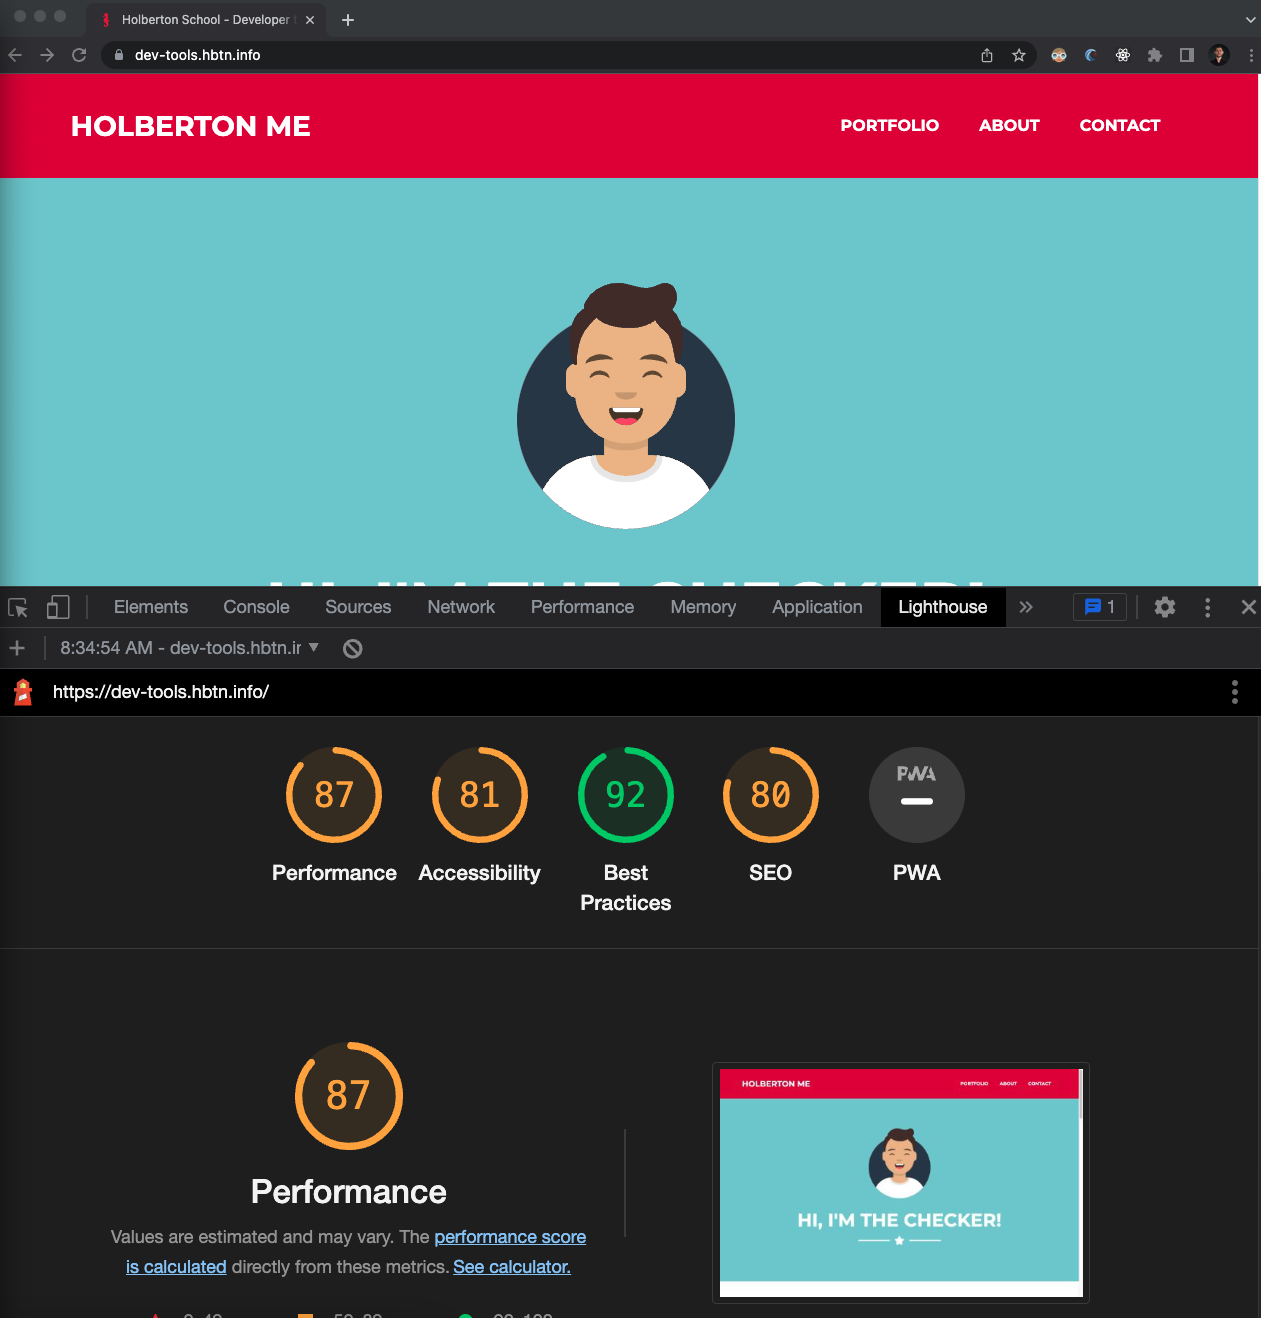 Holberton School - Developer t
dev-tools.hbtn.info
HOLBERTON ME
PORTFOLIO ABOUT CONTACT
HI, I'M THE CHECKER!
Elements Console Sources Network Performance Memory Application Lighthouse 1
8:34:54 AM - dev-tools.hbtn.ir
https://dev-tools.hbtn.info/
87 81 92 80 PWA
Performance Accessibility Best Practices SEO PWA
87
Performance
Values are estimated and may vary. The performance score
is calculated directly from these metrics. See calculator.
HOLBERTON ME
PORTFOLIO ABOUT CONTACT
HI, I'M THE CHECKER!